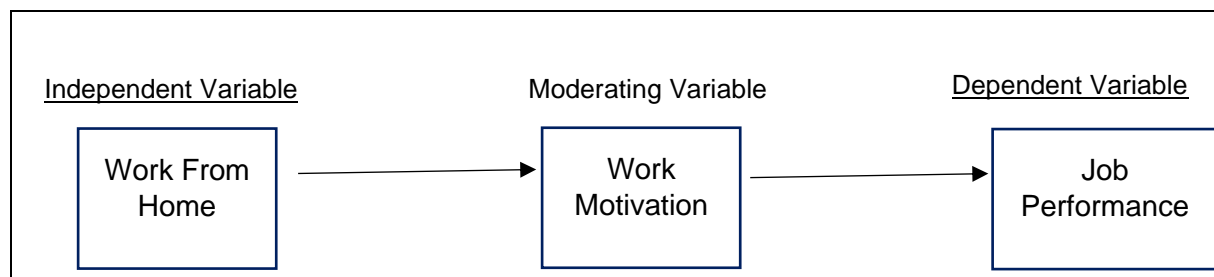 Independent Variable
Moderating Variable
Dependent Variable
Work From
Home
Work
Motivation
Job
Performance